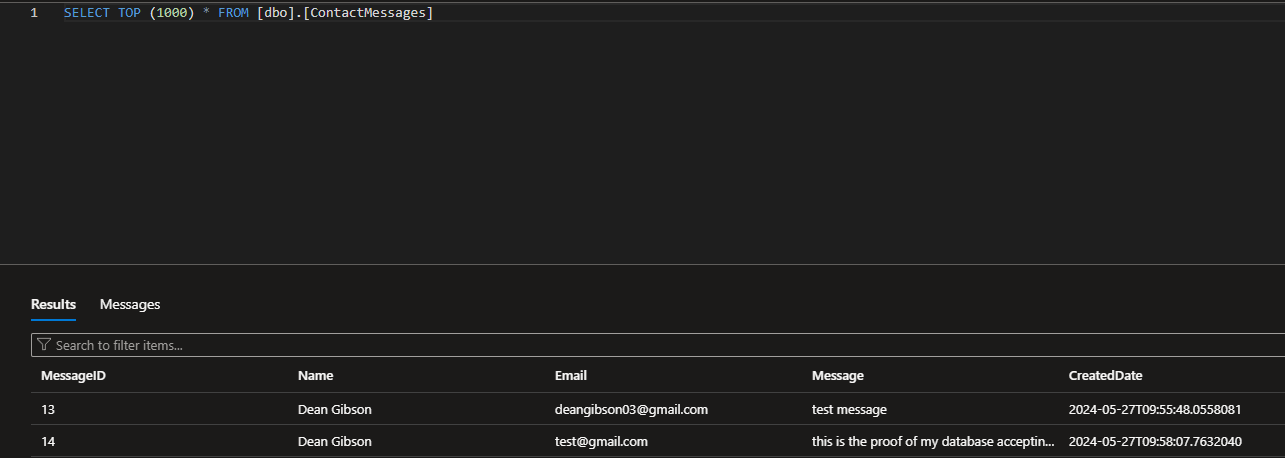 1 SELECT TOP (1000) * FROM [dbo].[ContactMessages]
Results Messages
Search to filter items...
MessageID Name Email Message CreatedDate
13 Dean Gibson deangibson03@gmail.com test message 2024-05-27T09:55:48.0558081
14 Dean Gibson test@gmail.com this is the proof of my database acceptin... 2024-05-27T09:58:07.7632040